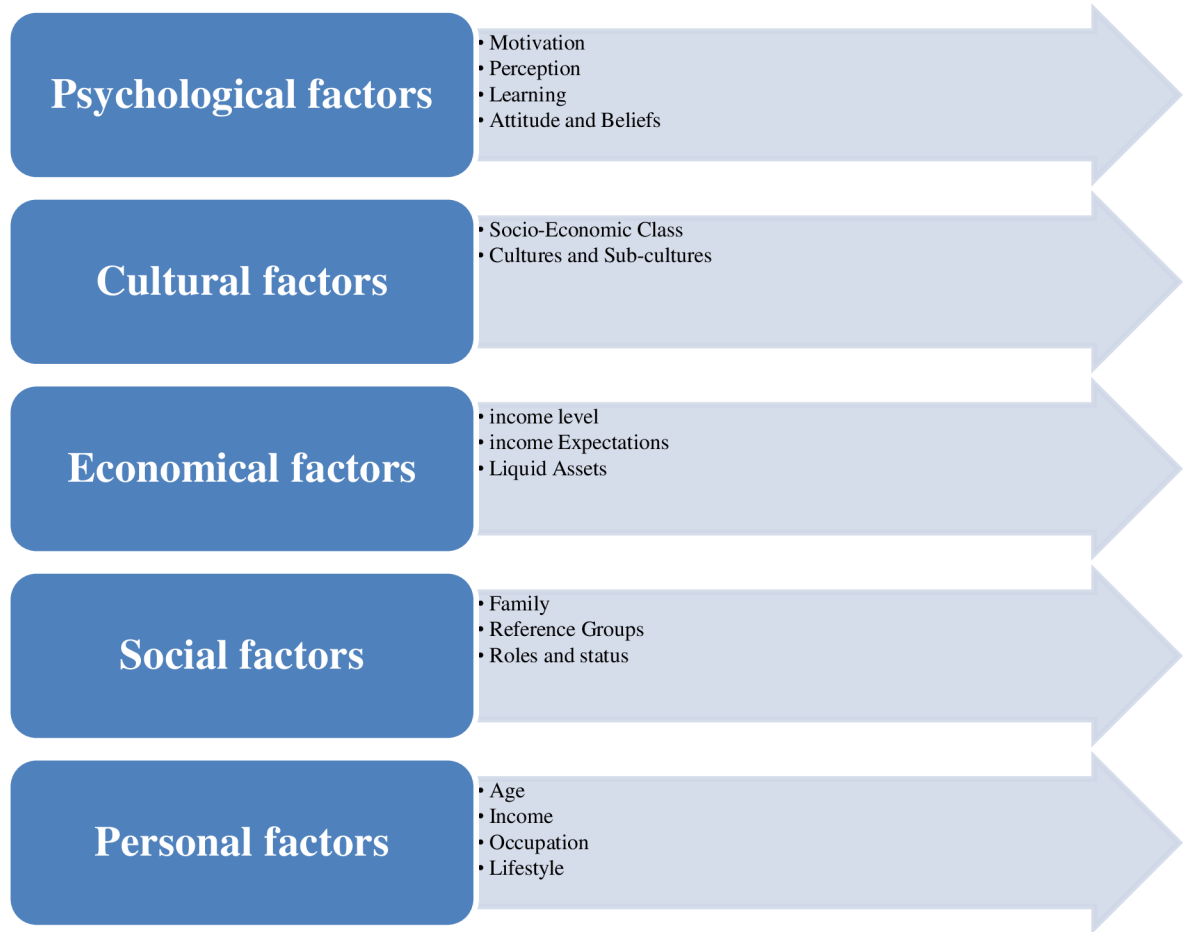 Psychological factors
• Motivation
• Perception
• Learning
• Attitude and Beliefs
Cultural factors
• Socio-Economic Class
• Cultures and Sub-cultures
Economical factors
• income level
• income Expectations
• Liquid Assets
Social factors
• Family
• Reference Groups
• Roles and status
Personal factors
• Age
• Income
• Occupation
• Lifestyle